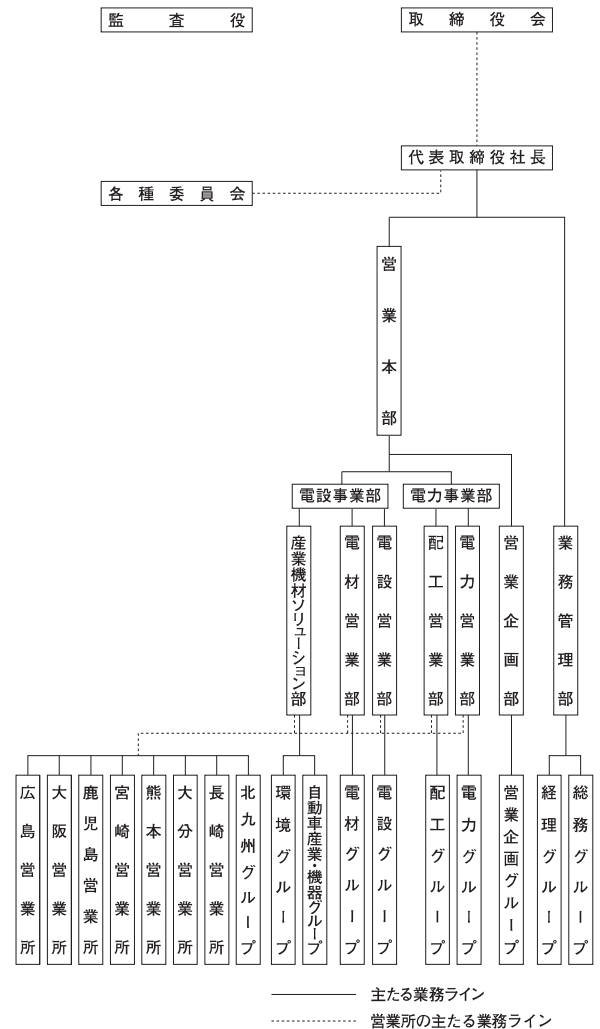 監査役
取締役会
代表取締役社長
各種委員会
営業本部
電設事業部
電力事業部
産業機材ソリューション部
電材営業部
電設営業部
配工営業部
電力営業部
営業企画部
業務管理部
広島営業所
大阪営業所
鹿児島営業所
宮崎営業所
熊本営業所
大分営業所
長崎営業所
北九州グループ
環境グループ
自動車産業・機器グループ
電材グループ
電設グループ
配工グループ
電力グループ
営業企画グループ
経理グループ
総務グループ
主たる業務ライン
営業所の主たる業務ライン